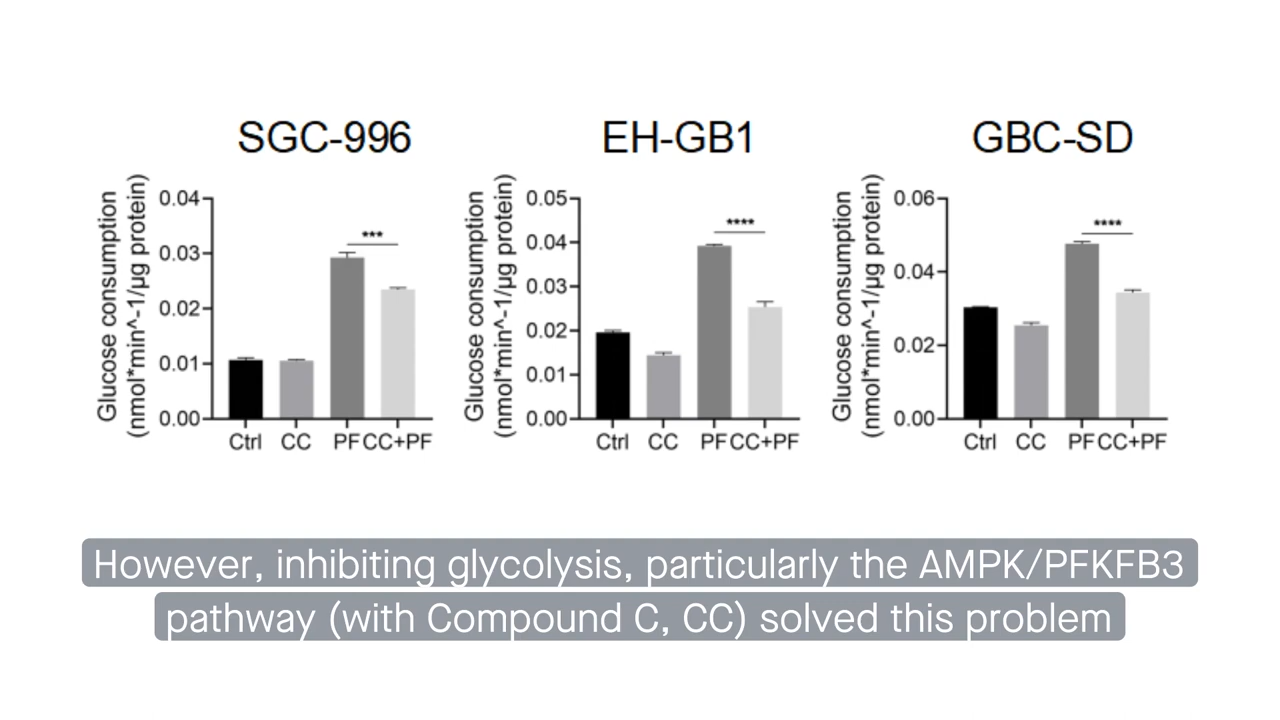 SGC-996
Glucose consumption
(nmol*min^-1/µg protein)
0.04
0.03
0.02
0.01
0.00
***
Ctrl CC PF CC+PF
EH-GB1
Glucose consumption
(nmol*min^-1/µg protein)
0.05
0.04
0.03
0.02
0.01
0.00
****
Ctrl CC PF CC+PF
GBC-SD
Glucose consumption
(nmol*min^-1/µg protein)
0.06
0.04
0.02
0.00
****
Ctrl CC PF CC+PF
However, inhibiting glycolysis, particularly the AMPK/PFKFB3
pathway (with Compound C, CC) solved this problem